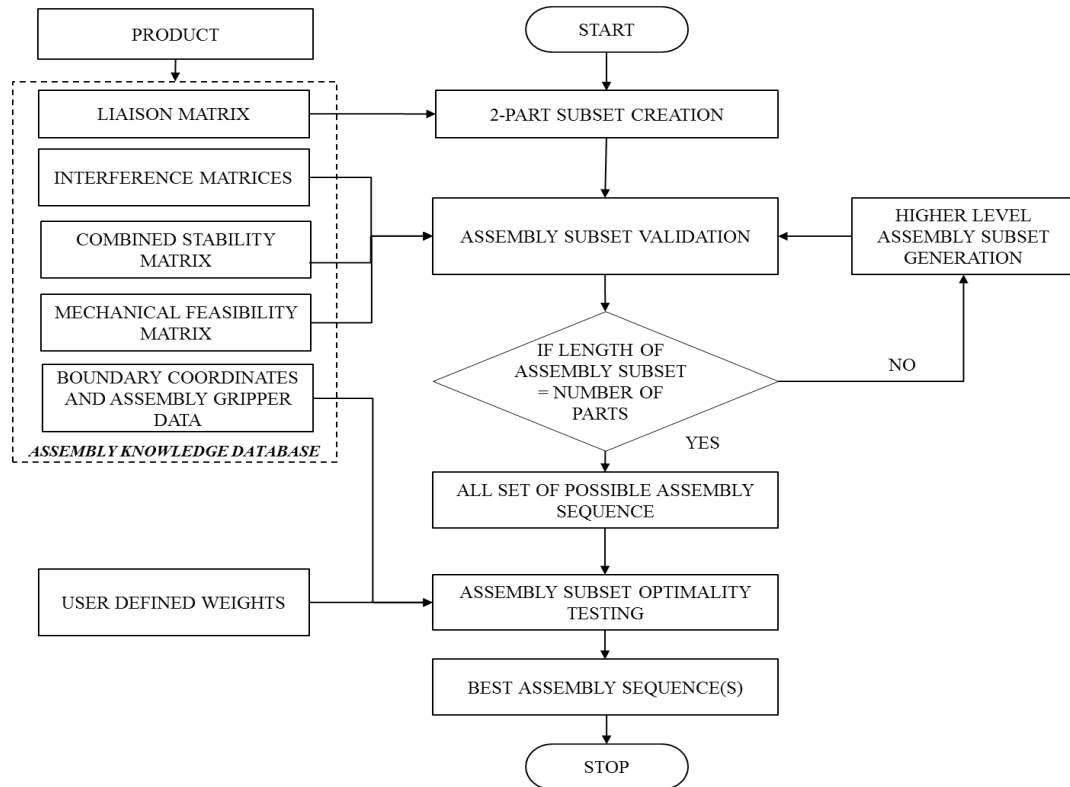 PRODUCT
LIAISON MATRIX
INTERFERENCE MATRICES
COMBINED STABILITY
MATRIX
MECHANICAL FEASIBILITY
MATRIX
BOUNDARY COORDINATES
AND ASSEMBLY GRIPPER
DATA
ASSEMBLY KNOWLEDGE DATABASE
USER DEFINED WEIGHTS
START
2-PART SUBSET CREATION
ASSEMBLY SUBSET VALIDATION
HIGHER LEVEL
ASSEMBLY SUBSET
GENERATION
IF LENGTH OF
ASSEMBLY SUBSET
= NUMBER OF
PARTS
NO
YES
ALL SET OF POSSIBLE ASSEMBLY
SEQUENCE
ASSEMBLY SUBSET OPTIMALITY
TESTING
BEST ASSEMBLY SEQUENCE(S)
STOP